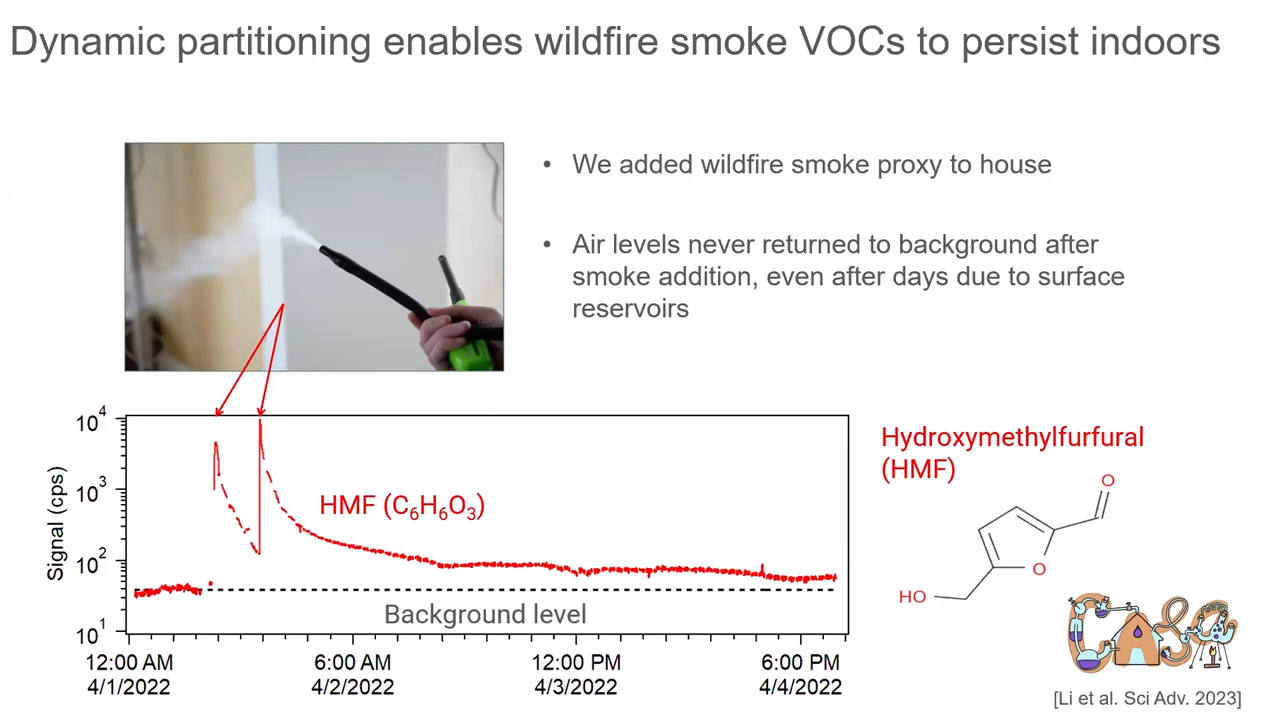 Dynamic partitioning enables wildfire smoke VOCs to persist indoors
• We added wildfire smoke proxy to house
• Air levels never returned to background after
smoke addition, even after days due to surface
reservoirs
Signal (cps)
10⁴
10³
10²
10¹
HMF (C₆H₆O₃)
Background level
12:00 AM
4/1/2022
6:00 AM
4/2/2022
12:00 PM
4/3/2022
6:00 PM
4/4/2022
Hydroxymethylfurfural
(HMF)
O
O
HO
CASA
[Li et al. Sci Adv. 2023]